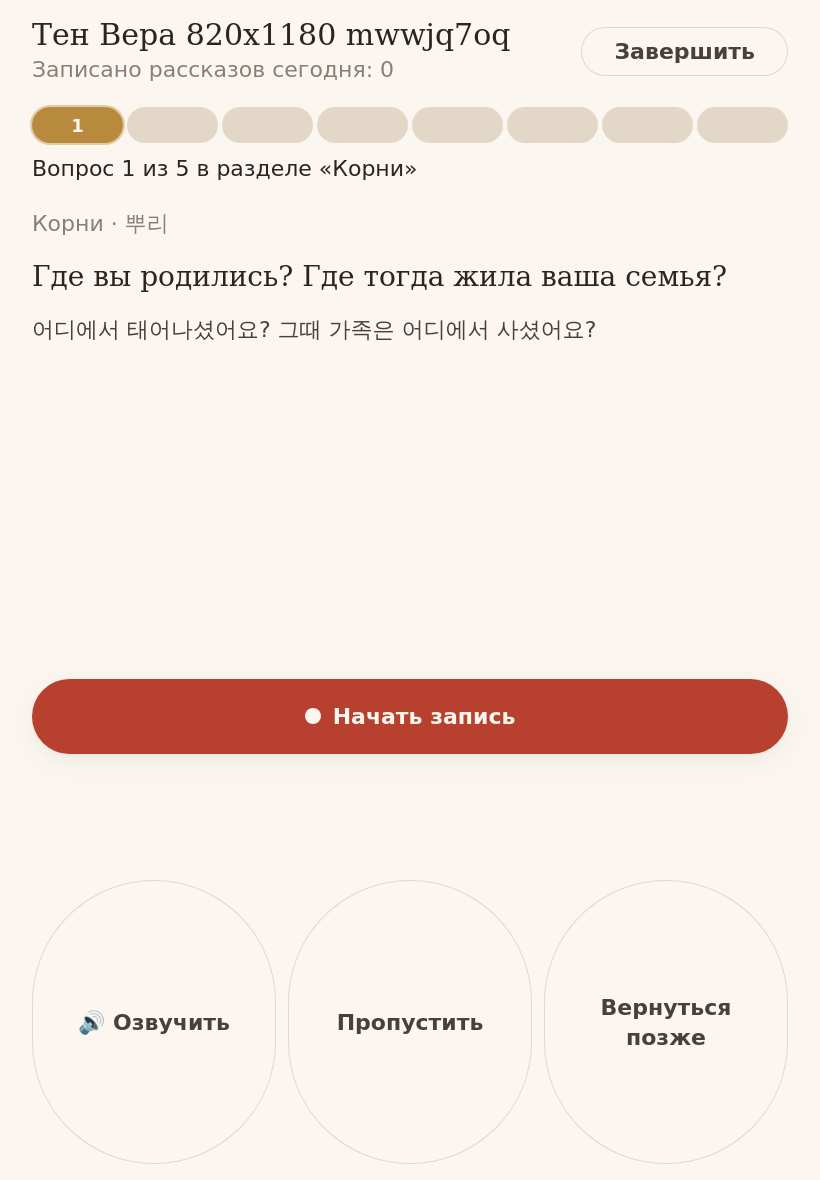 Тен Вера 820x1180 mwwjq7oq
Записано рассказов сегодня: 0
Завершить
1
Вопрос 1 из 5 в разделе «Корни»
Корни · 뿌리
Где вы родились? Где тогда жила ваша семья?
어디에서 태어나셨어요? 그때 가족은 어디에서 사셨어요?
Начать запись
Озвучить
Пропустить
Вернуться
позже